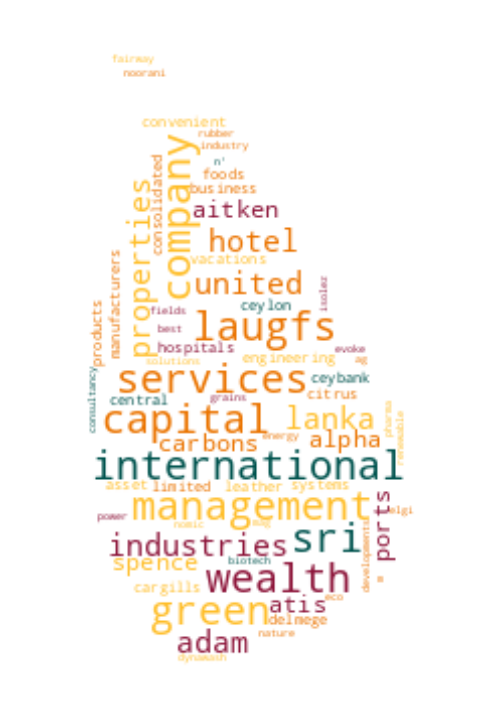 fairway
noorani
convenient
rubber
industry
n'
consolidated
company
foods
business
properties
aitken
hotel
vacations
united
manufacturers
isolez
ceylon
products
fields
laugfs
best
hospitals
evoke
solutions
engineering
ag
services
ceybank
consultancy
central
grains
citrus
capital
lanka
pharma
renewable
carbons
energy
alpha
international
asset
limited
leather
systems
management
ports
elgi
power
nomic
aag
sri
industries
developments
spence
biotech
wealth
e
cargills
green
eco
atis
delmege
nature
adam
dynawash